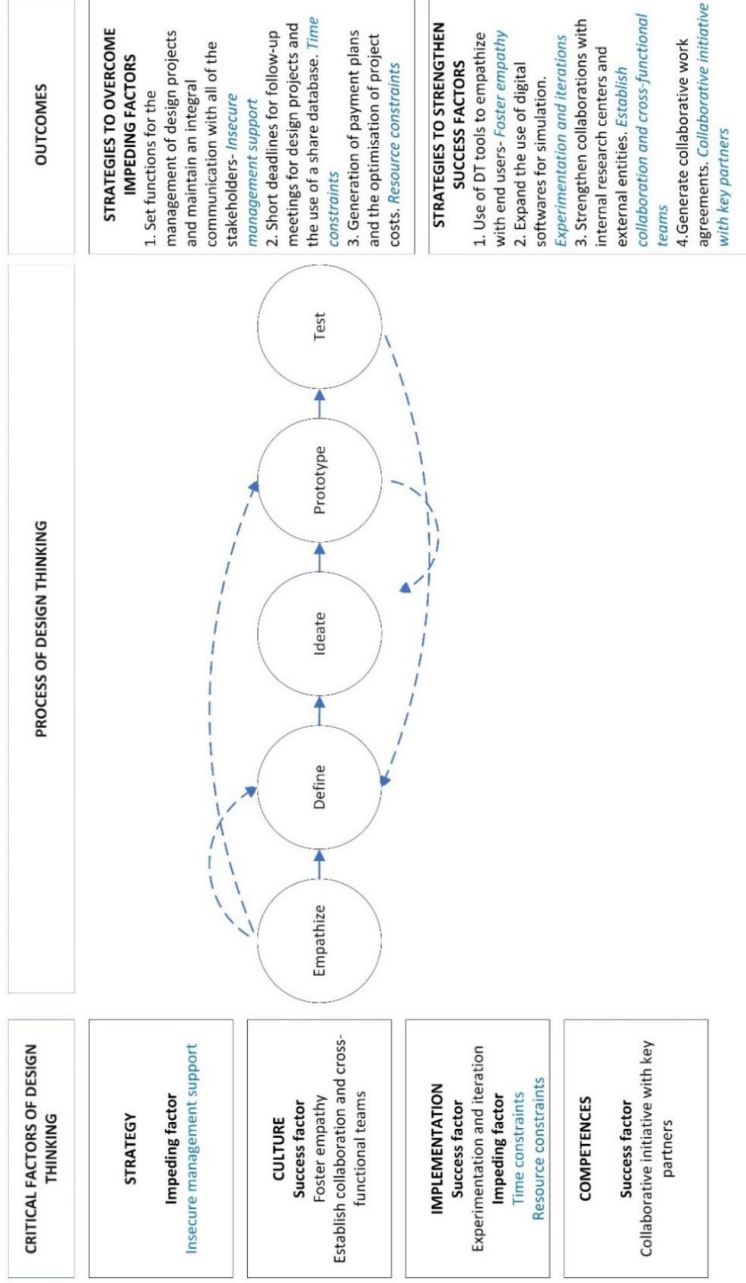 CRITICAL FACTORS OF DESIGN
THINKING
STRATEGY
Impeding factor
Insecure management support
CULTURE
Success factor
Foster empathy
Establish collaboration and cross-
functional teams
IMPLEMENTATION
Success factor
Experimentation and iteration
Impeding factor
Time constraints
Resource constraints
COMPETENCES
Success factor
Collaborative initiative with key
partners
PROCESS OF DESIGN THINKING
Empathize
Define
Ideate
Prototype
Test
OUTCOMES
STRATEGIES TO OVERCOME
IMPEDING FACTORS
1. Set functions for the
management of design projects
and maintain an integral
communication with all of the
stakeholders- Insecure
management support
2. Short deadlines for follow-up
meetings for design projects and
the use of a share database. Time
constraints
3. Generation of payment plans
and the optimisation of project
costs. Resource constraints
STRATEGIES TO STRENGTHEN
SUCCESS FACTORS
1. Use of DT tools to empathize
with end users- Foster empathy
2. Expand the use of digital
softwares for simulation.
Experimentation and iterations
3. Strengthen collaborations with
internal research centers and
external entities. Establish
collaboration and cross-functional
teams
4.Generate collaborative work
agreements. Collaborative initiative
with key partners